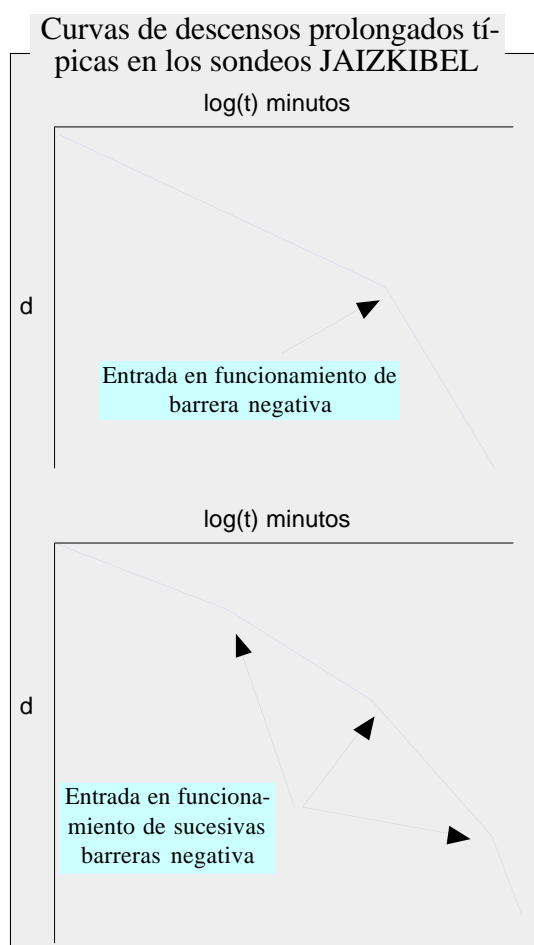 Curvas de descensos prolongados tí-
picas en los sondeos JAIZKIBEL
log(t) minutos
d
Entrada en funcionamiento de
barrera negativa
log(t) minutos
d
Entrada en funciona-
miento de sucesivas
barreras negativa